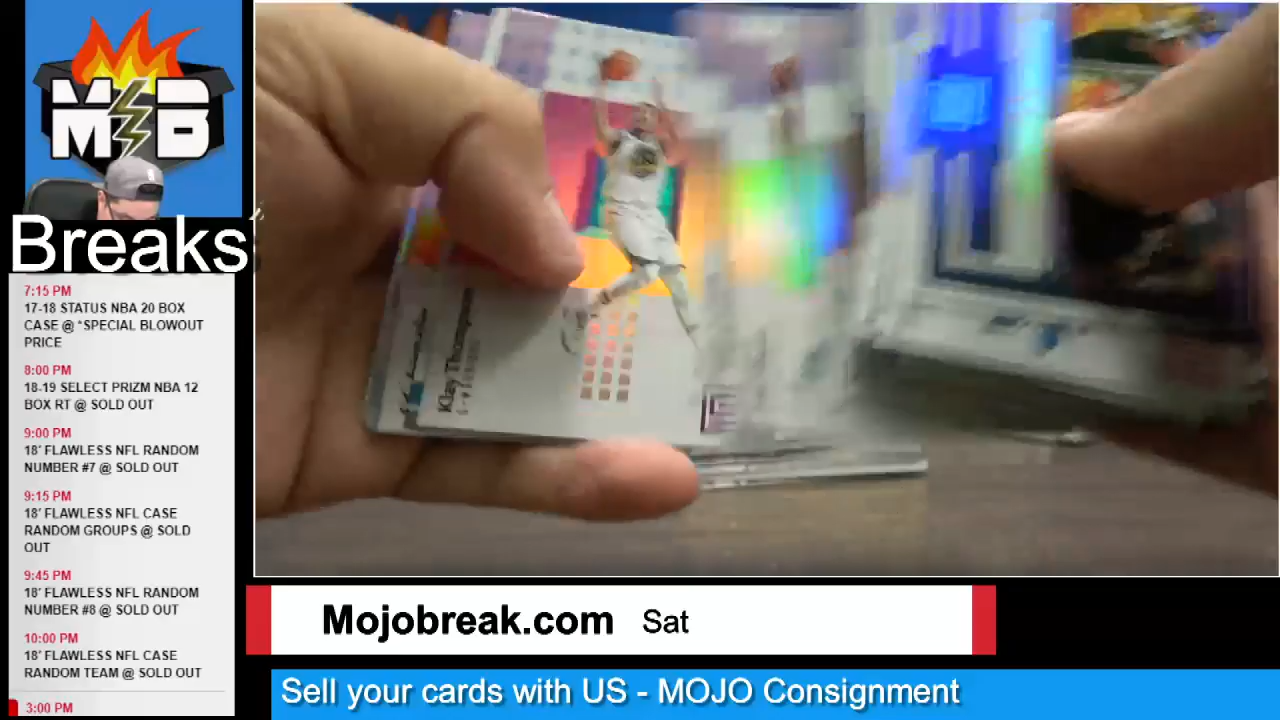 M B
M B
Breaks'
7:15 PM
17-18 STATUS NBA 20 BOX
CASE @ *SPECIAL BLOWOUT
PRICE
8:00 PM
18-19 SELECT PRIZM NBA 12
BOX RT @ SOLD OUT
9:00 PM
18' FLAWLESS NFL RANDOM
NUMBER #7 @ SOLD OUT
9:15 PM
18' FLAWLESS NFL CASE
RANDOM GROUPS @ SOLD
OUT
9:45 PM
18' FLAWLESS NFL RANDOM
NUMBER #8 @ SOLD OUT
10:00 PM
18' FLAWLESS NFL CASE
RANDOM TEAM @ SOLD OUT
3:00 PM
Klay Thompson
Mojobreak.com Sat
Sell your cards with US - MOJO Consignment